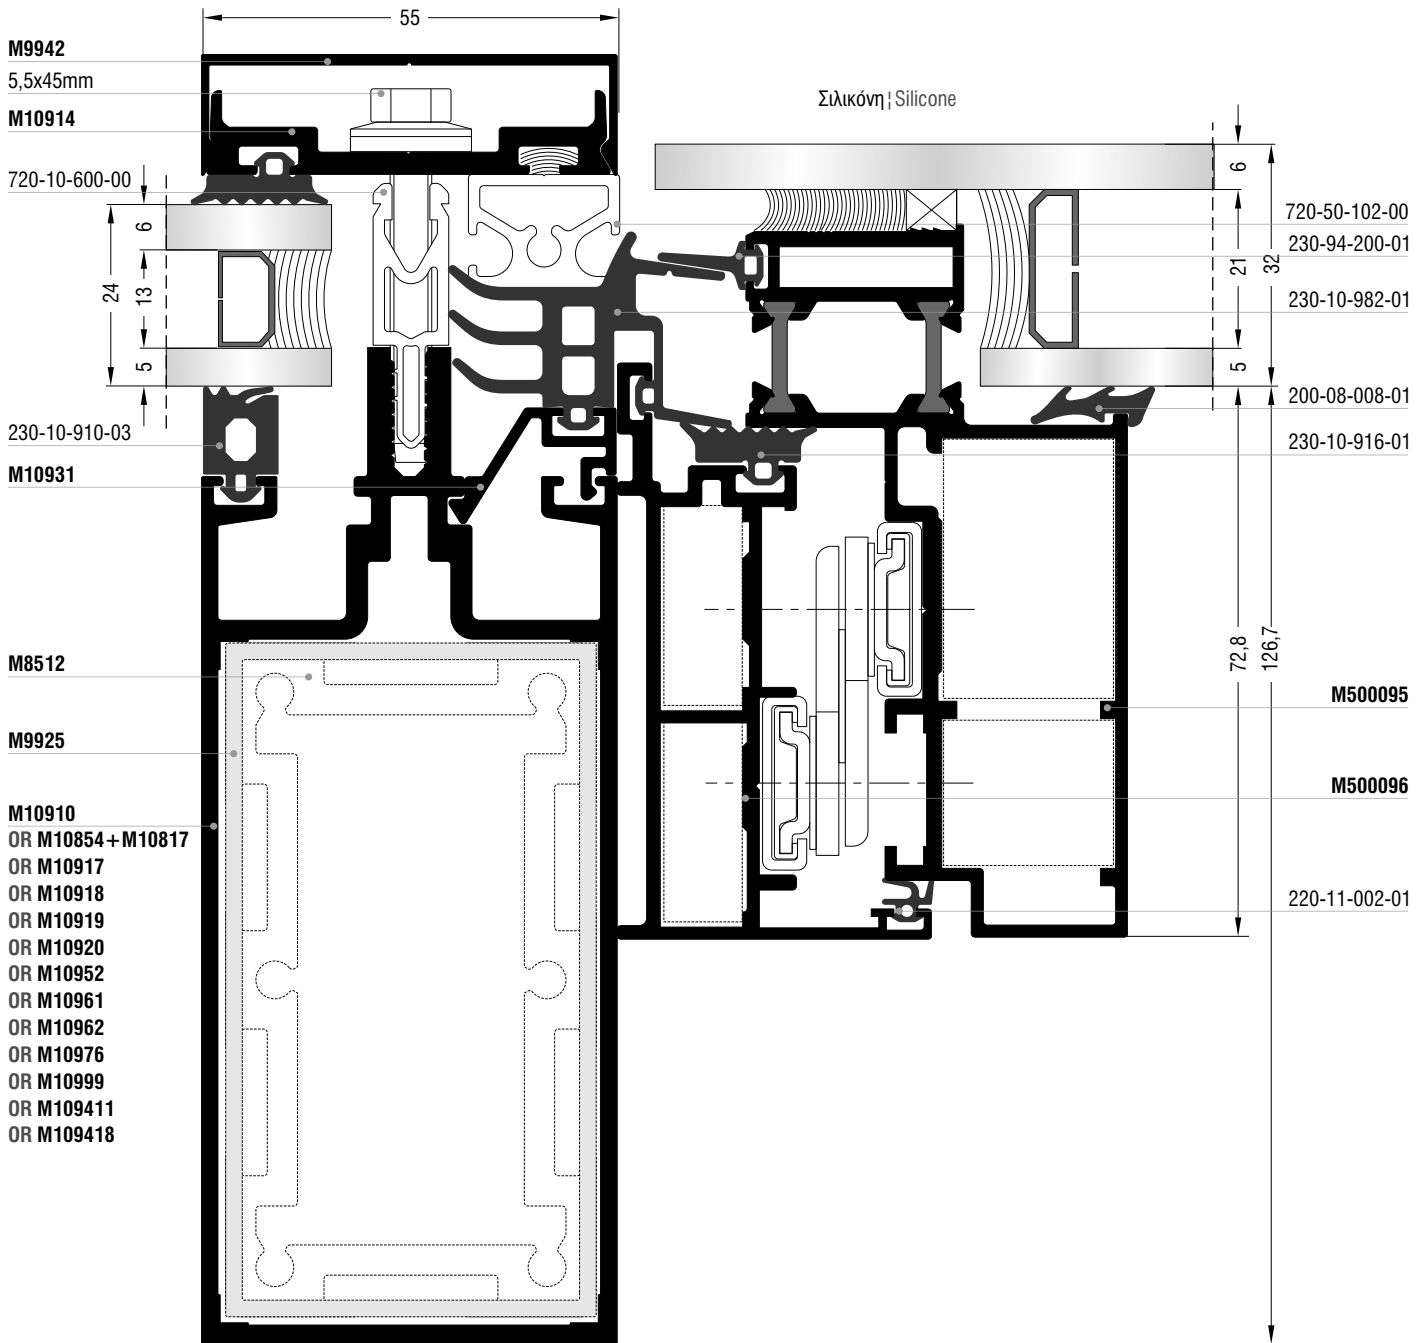 55
M9942
5,5x45mm
M10914
720-10-600-00
Σιλικόνη ¦ Silicone
6
13
5
24
6
21
5
32
720-50-102-00
230-94-200-01
230-10-982-01
200-08-008-01
230-10-916-01
230-10-910-03
M10931
M8512
M9925
M10910
OR M10854+M10817
OR M10917
OR M10918
OR M10919
OR M10920
OR M10952
OR M10961
OR M10962
OR M10976
OR M10999
OR M109411
OR M109418
72,8
126,7
M500095
M500096
220-11-002-01